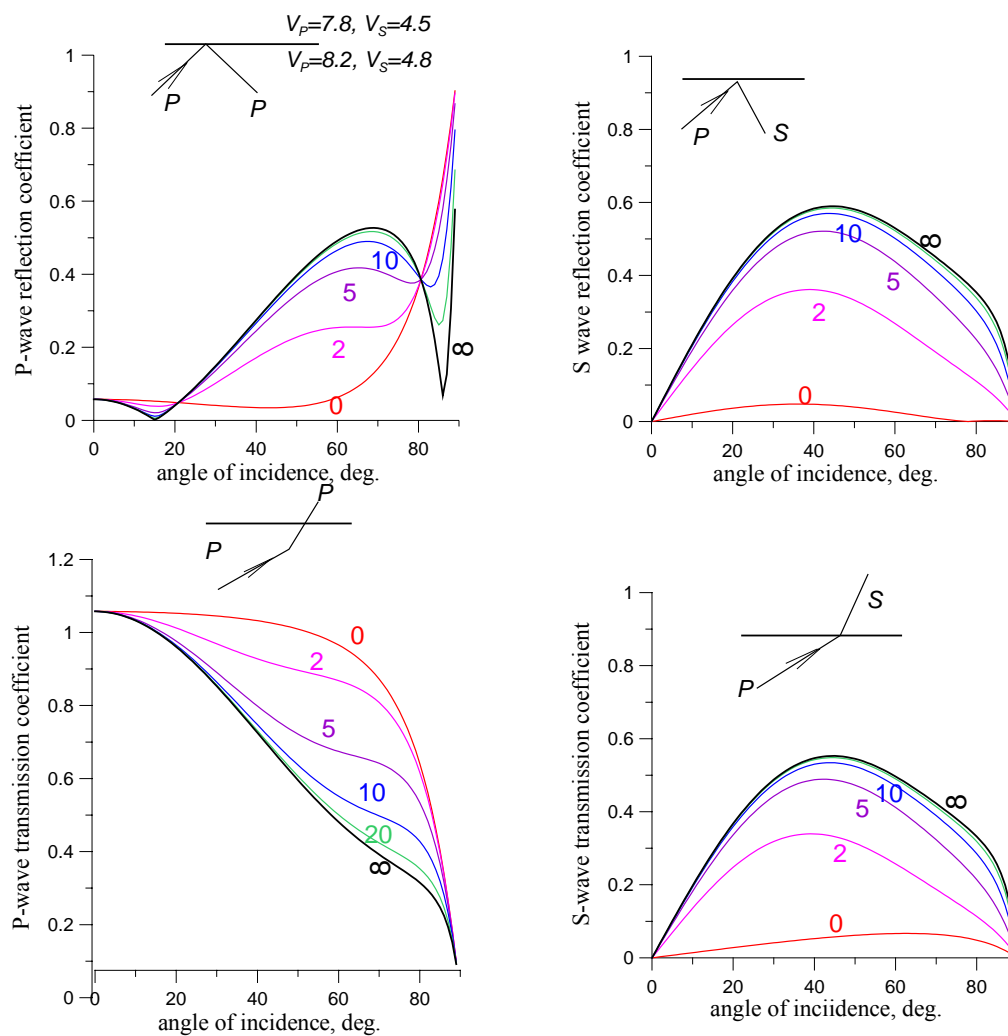 V_P=7.8, V_S=4.5
V_P=8.2, V_S=4.8
P
P
P-wave reflection coefficient
1
0.8
0.6
0.4
0.2
0
10
5
2
0
∞
0 20 40 60 80
angle of incidence, deg.
P
S
S wave reflection coefficient
1
0.8
0.6
0.4
0.2
0
∞
10
5
2
0
0 20 40 60 80
angle of incidence, deg.
P
P
P-wave transmission coefficient
1.2
1
0.8
0.6
0.4
0.2
0
0
2
5
10
20
∞
0 20 40 60 80
angle of incidence, deg.
S
P
S-wave transmission coefficient
1
0.8
0.6
0.4
0.2
0
∞
10
5
2
0
0 20 40 60 80
angle of inciidence, deg.